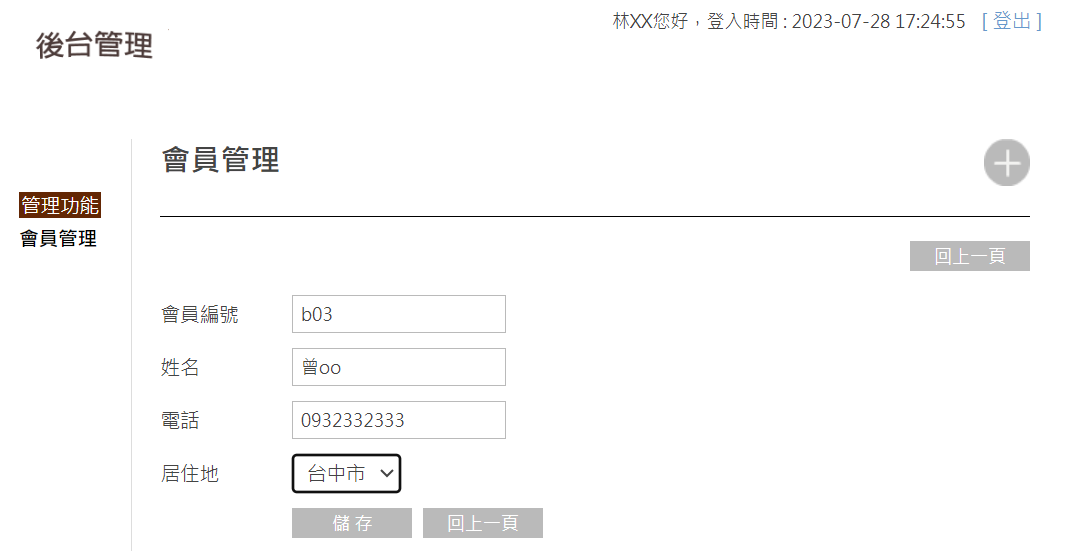 林XX您好，登入時間 : 2023-07-28 17:24:55 [ 登出 ]
後台管理
會員管理
管理功能
會員管理
回上一頁
會員編號 b03
姓名 曾oo
電話 0932332333
居住地 台中市
儲 存 回上一頁